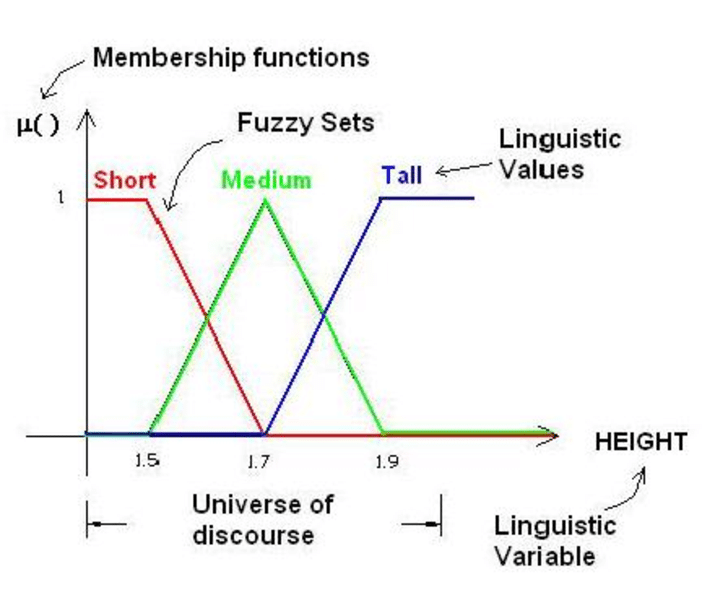 Membership functions
μ( )
Fuzzy Sets
Linguistic
Values
Short
Medium
Tall
1
1.5
1.7
1.9
HEIGHT
Universe of
discourse
Linguistic
Variable